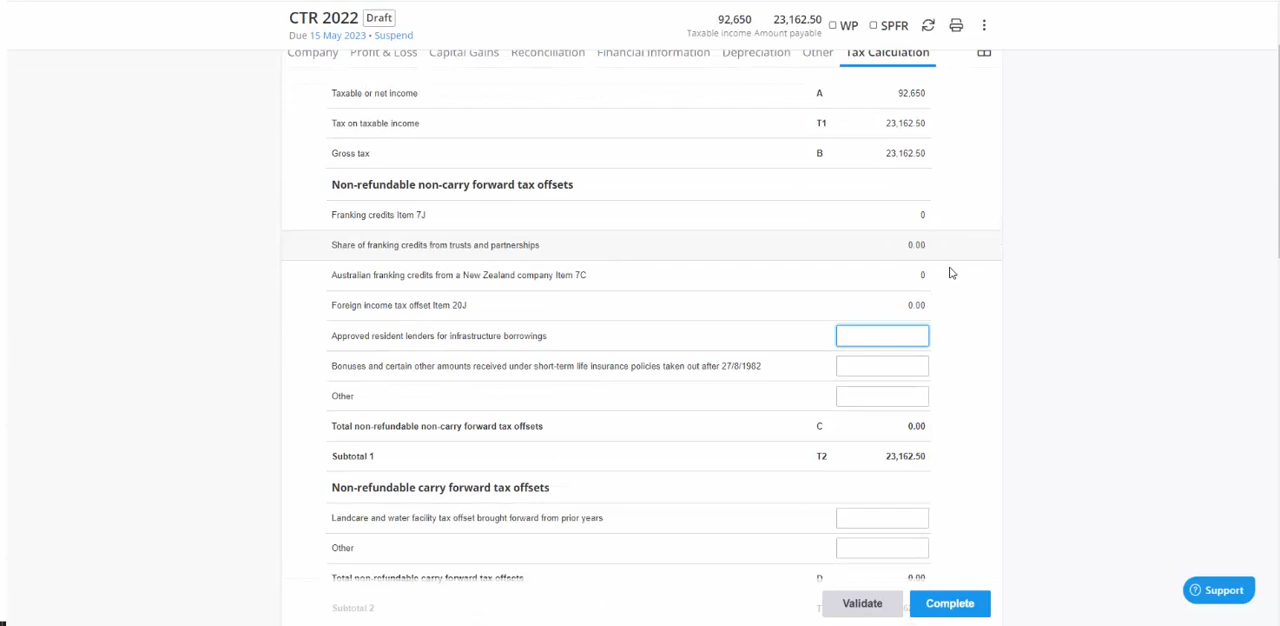 CTR 2022 Draft
Due 15 May 2023 • Suspend
92,650 23,162.50
Taxable income Amount payable
WP SPFR
Company Profit & Loss Capital Gains Reconciliation Financial Information Depreciation Other Tax Calculation
Taxable or net income A 92,650
Tax on taxable income T1 23,162.50
Gross tax B 23,162.50
Non-refundable non-carry forward tax offsets
Franking credits Item 7J 0
Share of franking credits from trusts and partnerships 0.00
Australian franking credits from a New Zealand company Item 7C 0
Foreign income tax offset Item 20J 0.00
Approved resident lenders for infrastructure borrowings
Bonuses and certain other amounts received under short-term life insurance policies taken out after 27/8/1982
Other
Total non-refundable non-carry forward tax offsets C 0.00
Subtotal 1 T2 23,162.50
Non-refundable carry forward tax offsets
Landcare and water facility tax offset brought forward from prior years
Other
Total non-refundable carry forward tax offsets D 0.00
Subtotal 2
Validate Complete
Support